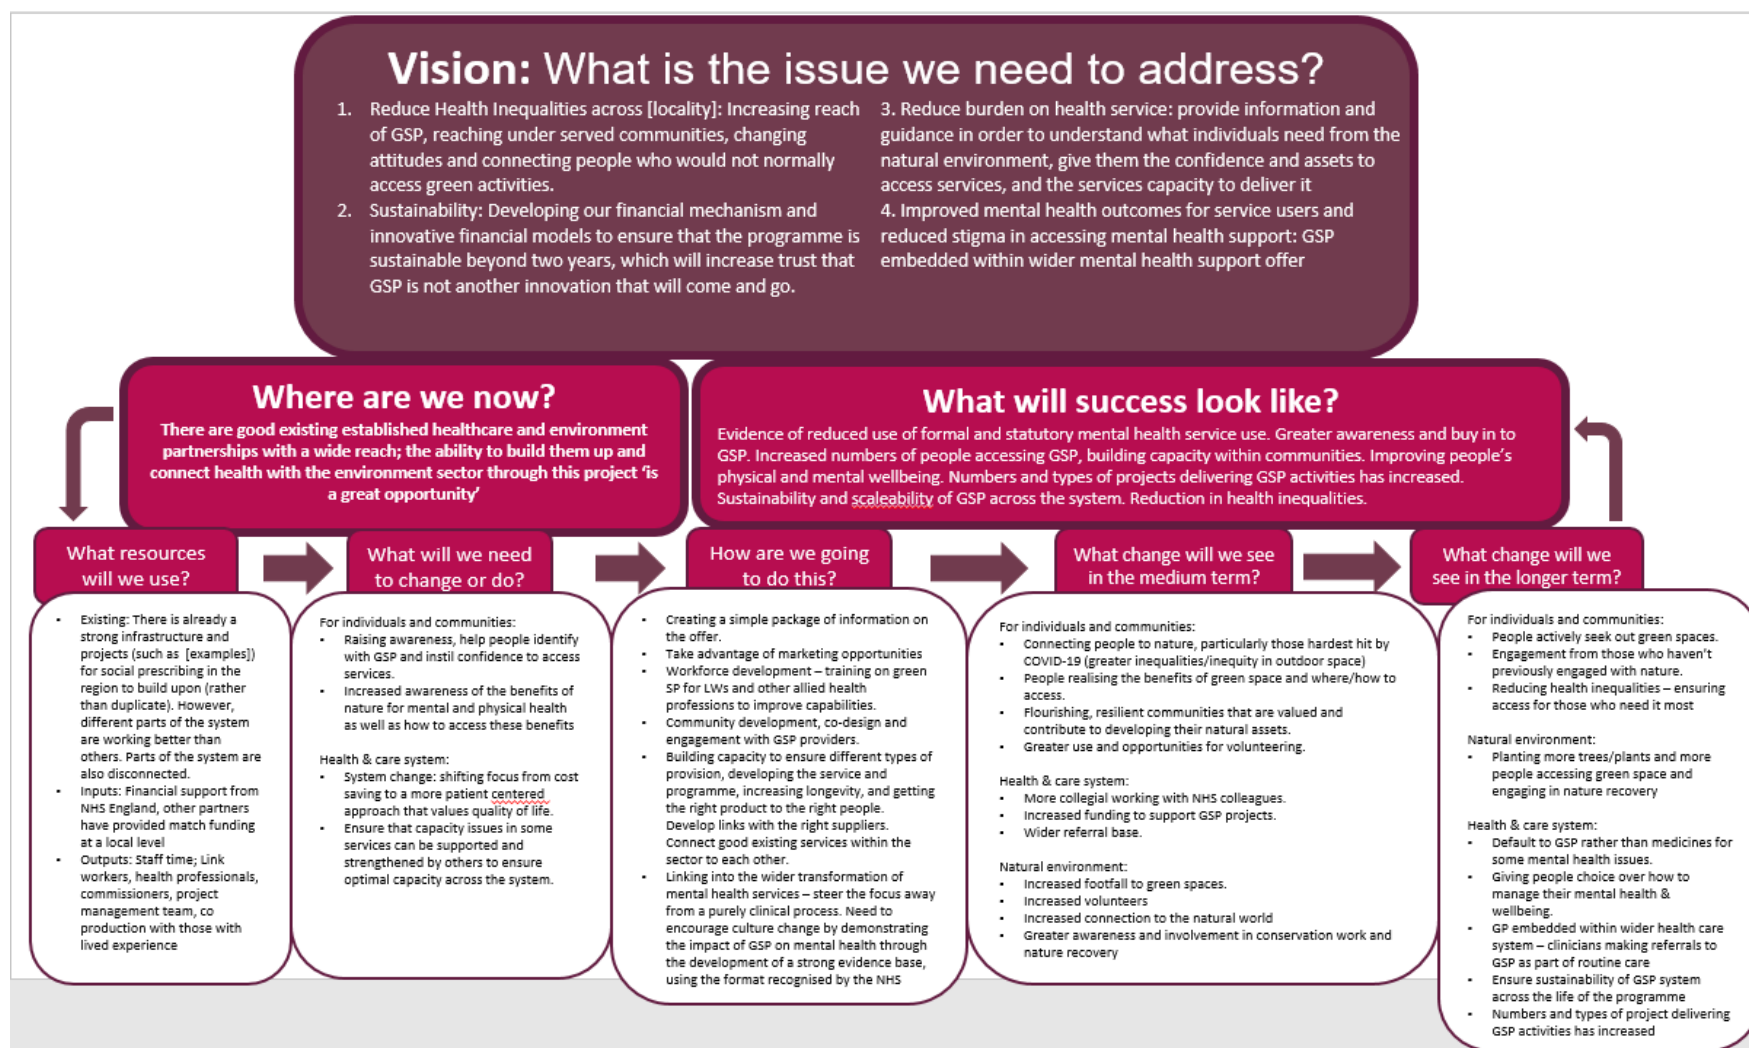 Vision: What is the issue we need to address?
1. Reduce Health Inequalities across [locality]: Increasing reach
of GSP, reaching under served communities, changing
attitudes and connecting people who would not normally
access green activities.
2. Sustainability: Developing our financial mechanism and
innovative financial models to ensure that the programme is
sustainable beyond two years, which will increase trust that
GSP is not another innovation that will come and go.
3. Reduce burden on health service: provide information and
guidance in order to understand what individuals need from the
natural environment, give them the confidence and assets to
access services, and the services capacity to deliver it
4. Improved mental health outcomes for service users and
reduced stigma in accessing mental health support: GSP
embedded within wider mental health support offer
Where are we now?
There are good existing established healthcare and environment
partnerships with a wide reach; the ability to build them up and
connect health with the environment sector through this project ‘is
a great opportunity’
What will success look like?
Evidence of reduced use of formal and statutory mental health service use. Greater awareness and buy in to
GSP. Increased numbers of people accessing GSP, building capacity within communities. Improving people’s
physical and mental wellbeing. Numbers and types of projects delivering GSP activities has increased.
Sustainability and scaleability of GSP across the system. Reduction in health inequalities.
What resources
will we use?
• Existing: There is already a
strong infrastructure and
projects (such as [examples])
for social prescribing in the
region to build upon (rather
than duplicate). However,
different parts of the system
are working better than
others. Parts of the system are
also disconnected.
• Inputs: Financial support from
NHS England, other partners
have provided match funding
at a local level
• Outputs: Staff time; Link
workers, health professionals,
commissioners, project
management team, co
production with those with
lived experience
What will we need
to change or do?
For individuals and communities:
• Raising awareness, help people identify
with GSP and instil confidence to access
services.
• Increased awareness of the benefits of
nature for mental and physical health
as well as how to access these benefits
Health & care system:
• System change: shifting focus from cost
saving to a more patient centered
approach that values quality of life.
• Ensure that capacity issues in some
services can be supported and
strengthened by others to ensure
optimal capacity across the system.
How are we going
to do this?
• Creating a simple package of information on
the offer.
• Take advantage of marketing opportunities
• Workforce development – training on green
SP for LWs and other allied health
professions to improve capabilities.
• Community development, co-design and
engagement with GSP providers.
• Building capacity to ensure different types of
provision, developing the service and
programme, increasing longevity, and getting
the right product to the right people.
Develop links with the right suppliers.
Connect good existing services within the
sector to each other.
• Linking into the wider transformation of
mental health services – steer the focus away
from a purely clinical process. Need to
encourage culture change by demonstrating
the impact of GSP on mental health through
the development of a strong evidence base,
using the format recognised by the NHS
What change will we see
in the medium term?
For individuals and communities:
• Connecting people to nature, particularly those hardest hit by
COVID-19 (greater inequalities/inequity in outdoor space)
• People realising the benefits of green space and where/how to
access.
• Flourishing, resilient communities that are valued and
contribute to developing their natural assets.
• Greater use and opportunities for volunteering.
Health & care system:
• More collegial working with NHS colleagues.
• Increased funding to support GSP projects.
• Wider referral base.
Natural environment:
• Increased footfall to green spaces.
• Increased volunteers
• Increased connection to the natural world
• Greater awareness and involvement in conservation work and
nature recovery
What change will we
see in the longer term?
For individuals and communities:
• People actively seek out green spaces.
• Engagement from those who haven't
previously engaged with nature.
• Reducing health inequalities – ensuring
access for those who need it most
Natural environment:
• Planting more trees/plants and more
people accessing green space and
engaging in nature recovery
Health & care system:
• Default to GSP rather than medicines for
some mental health issues.
• Giving people choice over how to
manage their mental health &
wellbeing.
• GP embedded within wider health care
system – clinicians making referrals to
GSP as part of routine care
• Ensure sustainability of GSP system
across the life of the programme
• Numbers and types of project delivering
GSP activities has increased